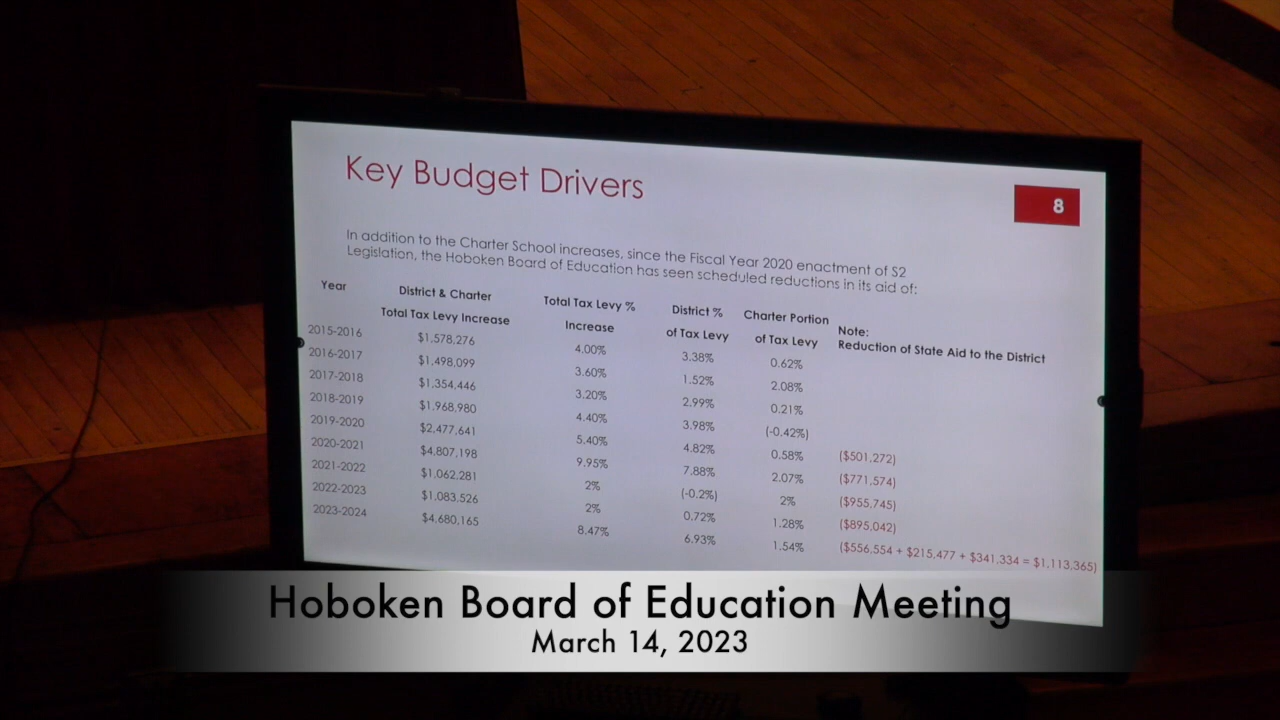 Key Budget Drivers
8
In addition to the Charter School increases, since the Fiscal Year 2020 enactment of S2
Legislation, the Hoboken Board of Education has seen scheduled reductions in its aid of:
Year District & Charter Total Tax Levy % District % Charter Portion Note:
Total Tax Levy Increase Increase of Tax Levy of Tax Levy Reduction of State Aid to the District
2015-2016 $1,578,276 4.00% 3.38% 0.62%
2016-2017 $1,498,099 3.60% 1.52% 2.08%
2017-2018 $1,354,446 3.20% 2.99% 0.21%
2018-2019 $1,968,980 4.40% 3.98% (-0.42%)
2019-2020 $2,477,641 5.40% 4.82% 0.58% ($501,272)
2020-2021 $4,807,198 9.95% 7.88% 2.07% ($771,574)
2021-2022 $1,062,281 2% (-0.2%) 2% ($955,745)
2022-2023 $1,083,526 2% 0.72% 1.28% ($895,042)
2023-2024 $4,680,165 8.47% 6.93% 1.54% ($556,554 + $215,477 + $341,334 = $1,113,365)
Hoboken Board of Education Meeting
March 14, 2023